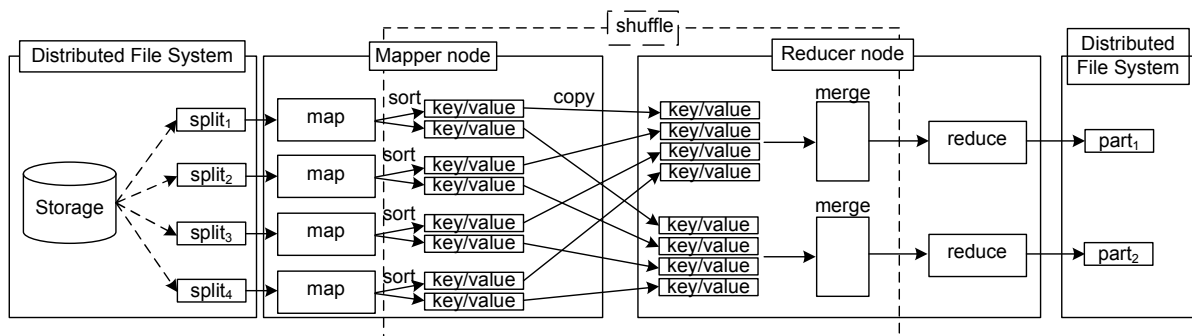 shuffle
Distributed File System
Mapper node
Reducer node
Distributed
File System
split₁
map
sort
key/value
key/value
copy
key/value
key/value
key/value
key/value
merge
reduce
part₁
split₂
map
sort
key/value
key/value
Storage
split₃
map
sort
key/value
key/value
key/value
key/value
key/value
key/value
merge
reduce
part₂
split₄
map
sort
key/value
key/value